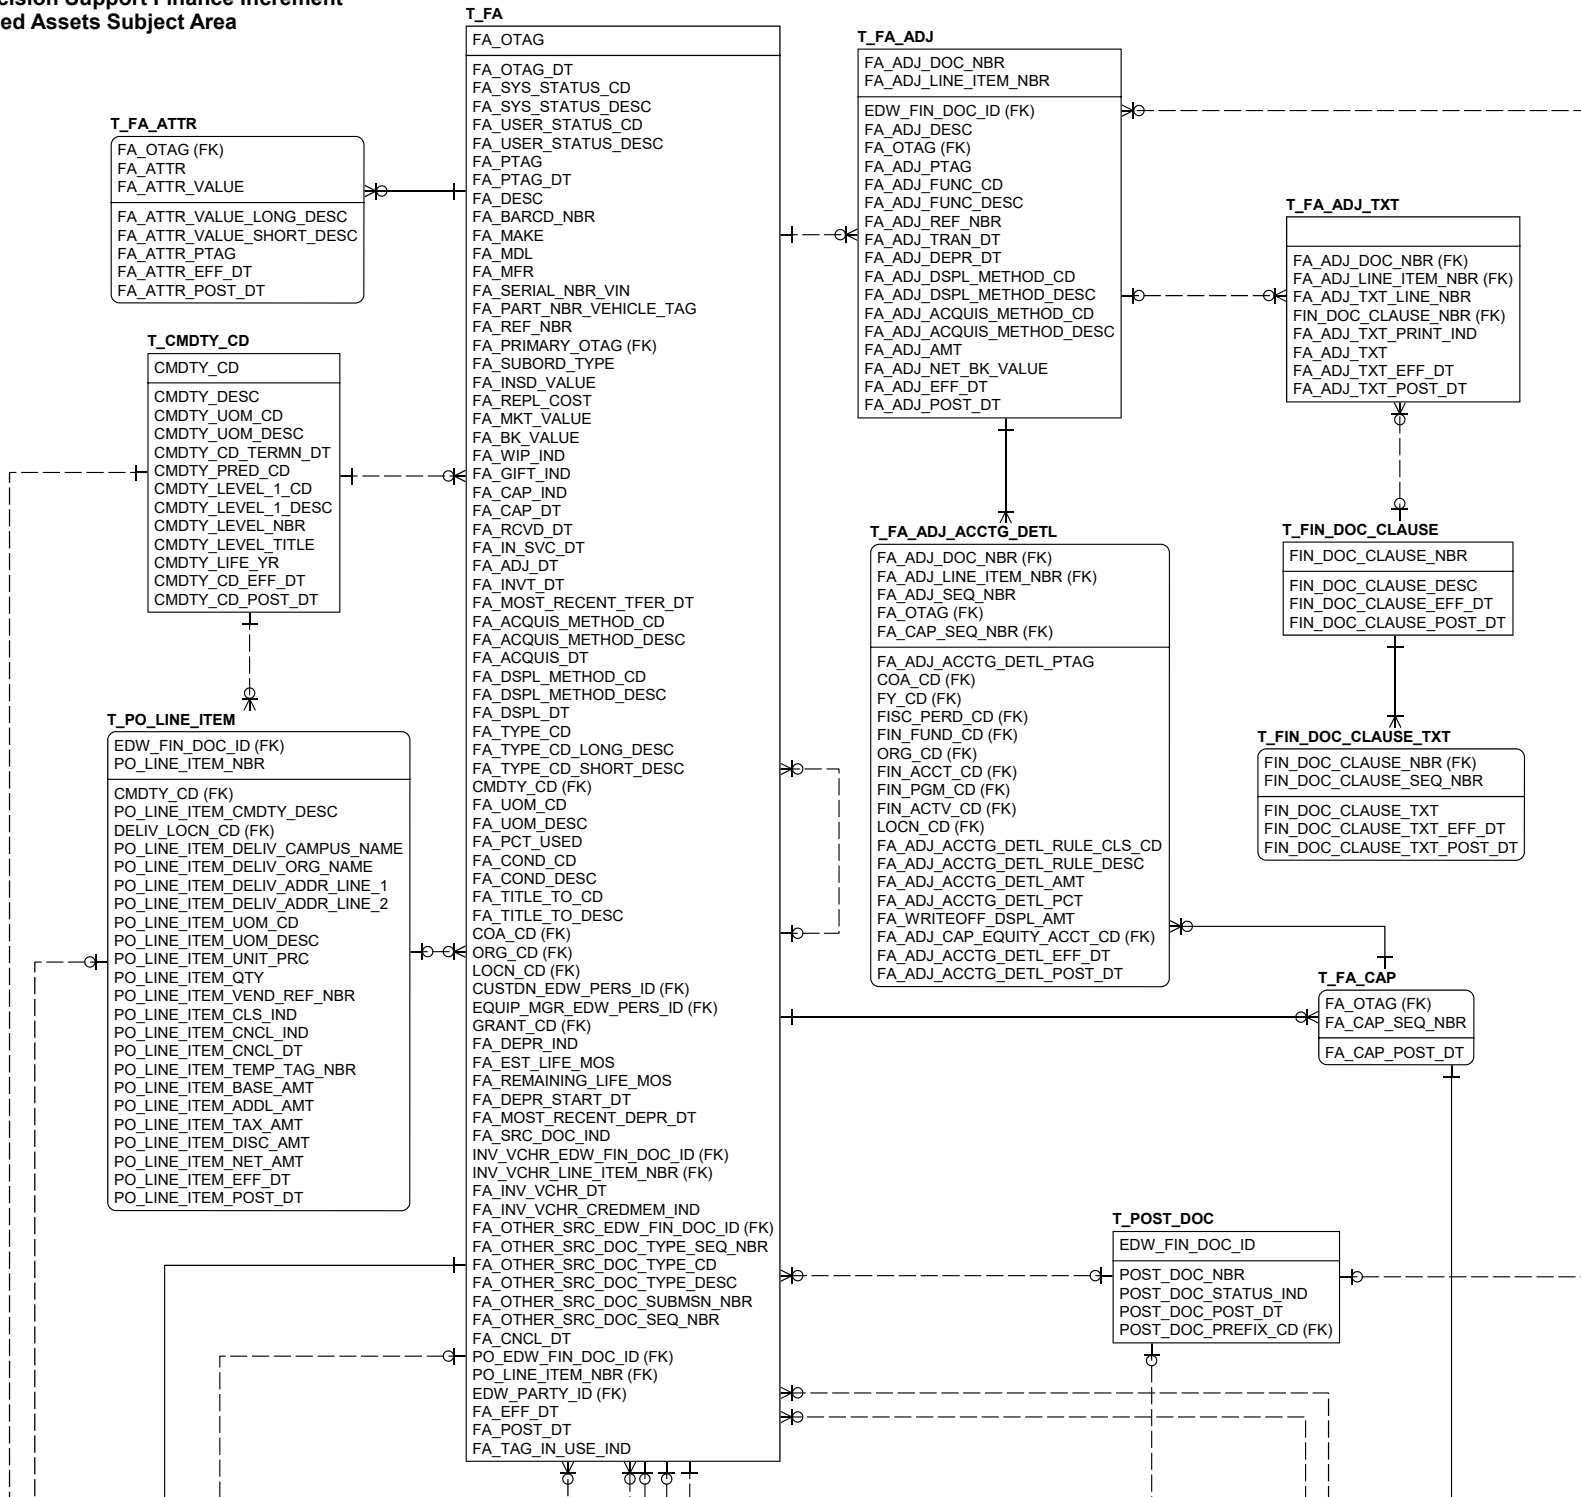 cision Support Finance Increment
ed Assets Subject Area
T_FA
FA_OTAG
FA_OTAG_DT
FA_SYS_STATUS_CD
FA_SYS_STATUS_DESC
FA_USER_STATUS_CD
FA_USER_STATUS_DESC
FA_PTAG
FA_PTAG_DT
FA_DESC
FA_BARCD_NBR
FA_MAKE
FA_MDL
FA_MFR
FA_SERIAL_NBR_VIN
FA_PART_NBR_VEHICLE_TAG
FA_REF_NBR
FA_PRIMARY_OTAG (FK)
FA_SUBORD_TYPE
FA_INSD_VALUE
FA_REPL_COST
FA_MKT_VALUE
FA_BK_VALUE
FA_WIP_IND
FA_GIFT_IND
FA_CAP_IND
FA_CAP_DT
FA_RCVD_DT
FA_IN_SVC_DT
FA_ADJ_DT
FA_INVT_DT
FA_MOST_RECENT_TFER_DT
FA_ACQUIS_METHOD_CD
FA_ACQUIS_METHOD_DESC
FA_ACQUIS_DT
FA_DSPL_METHOD_CD
FA_DSPL_METHOD_DESC
FA_DSPL_DT
FA_TYPE_CD
FA_TYPE_CD_LONG_DESC
FA_TYPE_CD_SHORT_DESC
CMDTY_CD (FK)
FA_UOM_CD
FA_UOM_DESC
FA_PCT_USED
FA_COND_CD
FA_COND_DESC
FA_TITLE_TO_CD
FA_TITLE_TO_DESC
COA_CD (FK)
ORG_CD (FK)
LOCN_CD (FK)
CUSTDN_EDW_PERS_ID (FK)
EQUIP_MGR_EDW_PERS_ID (FK)
GRANT_CD (FK)
FA_DEPR_IND
FA_EST_LIFE_MOS
FA_REMAINING_LIFE_MOS
FA_DEPR_START_DT
FA_MOST_RECENT_DEPR_DT
FA_SRC_DOC_IND
INV_VCHR_EDW_FIN_DOC_ID (FK)
INV_VCHR_LINE_ITEM_NBR (FK)
FA_INV_VCHR_DT
FA_INV_VCHR_CREDMEM_IND
FA_OTHER_SRC_EDW_FIN_DOC_ID (FK)
FA_OTHER_SRC_DOC_TYPE_SEQ_NBR
FA_OTHER_SRC_DOC_TYPE_CD
FA_OTHER_SRC_DOC_TYPE_DESC
FA_OTHER_SRC_DOC_SUBMSN_NBR
FA_OTHER_SRC_DOC_SEQ_NBR
FA_CNCL_DT
PO_EDW_FIN_DOC_ID (FK)
PO_LINE_ITEM_NBR (FK)
EDW_PARTY_ID (FK)
FA_EFF_DT
FA_POST_DT
FA_TAG_IN_USE_IND
T_FA_ATTR
FA_OTAG (FK)
FA_ATTR
FA_ATTR_VALUE
FA_ATTR_VALUE_LONG_DESC
FA_ATTR_VALUE_SHORT_DESC
FA_ATTR_PTAG
FA_ATTR_EFF_DT
FA_ATTR_POST_DT
T_CMDTY_CD
CMDTY_CD
CMDTY_DESC
CMDTY_UOM_CD
CMDTY_UOM_DESC
CMDTY_CD_TERMN_DT
CMDTY_PRED_CD
CMDTY_LEVEL_1_CD
CMDTY_LEVEL_1_DESC
CMDTY_LEVEL_NBR
CMDTY_LEVEL_TITLE
CMDTY_LIFE_YR
CMDTY_CD_EFF_DT
CMDTY_CD_POST_DT
T_PO_LINE_ITEM
EDW_FIN_DOC_ID (FK)
PO_LINE_ITEM_NBR
CMDTY_CD (FK)
PO_LINE_ITEM_CMDTY_DESC
DELIV_LOCN_CD (FK)
PO_LINE_ITEM_DELIV_CAMPUS_NAME
PO_LINE_ITEM_DELIV_ORG_NAME
PO_LINE_ITEM_DELIV_ADDR_LINE_1
PO_LINE_ITEM_DELIV_ADDR_LINE_2
PO_LINE_ITEM_UOM_CD
PO_LINE_ITEM_UOM_DESC
PO_LINE_ITEM_UNIT_PRC
PO_LINE_ITEM_QTY
PO_LINE_ITEM_VEND_REF_NBR
PO_LINE_ITEM_CLS_IND
PO_LINE_ITEM_CNCL_IND
PO_LINE_ITEM_CNCL_DT
PO_LINE_ITEM_TEMP_TAG_NBR
PO_LINE_ITEM_BASE_AMT
PO_LINE_ITEM_ADDL_AMT
PO_LINE_ITEM_TAX_AMT
PO_LINE_ITEM_DISC_AMT
PO_LINE_ITEM_NET_AMT
PO_LINE_ITEM_EFF_DT
PO_LINE_ITEM_POST_DT
T_FA_ADJ
FA_ADJ_DOC_NBR
FA_ADJ_LINE_ITEM_NBR
EDW_FIN_DOC_ID (FK)
FA_ADJ_DESC
FA_OTAG (FK)
FA_ADJ_PTAG
FA_ADJ_FUNC_CD
FA_ADJ_FUNC_DESC
FA_ADJ_REF_NBR
FA_ADJ_TRAN_DT
FA_ADJ_DEPR_DT
FA_ADJ_DSPL_METHOD_CD
FA_ADJ_DSPL_METHOD_DESC
FA_ADJ_ACQUIS_METHOD_CD
FA_ADJ_ACQUIS_METHOD_DESC
FA_ADJ_AMT
FA_ADJ_NET_BK_VALUE
FA_ADJ_EFF_DT
FA_ADJ_POST_DT
T_FA_ADJ_TXT
FA_ADJ_DOC_NBR (FK)
FA_ADJ_LINE_ITEM_NBR (FK)
FA_ADJ_TXT_LINE_NBR
FIN_DOC_CLAUSE_NBR (FK)
FA_ADJ_TXT_PRINT_IND
FA_ADJ_TXT
FA_ADJ_TXT_EFF_DT
FA_ADJ_TXT_POST_DT
T_FA_ADJ_ACCTG_DETL
FA_ADJ_DOC_NBR (FK)
FA_ADJ_LINE_ITEM_NBR (FK)
FA_ADJ_SEQ_NBR
FA_OTAG (FK)
FA_CAP_SEQ_NBR (FK)
FA_ADJ_ACCTG_DETL_PTAG
COA_CD (FK)
FY_CD (FK)
FISC_PERD_CD (FK)
FIN_FUND_CD (FK)
ORG_CD (FK)
FIN_ACCT_CD (FK)
FIN_PGM_CD (FK)
FIN_ACTV_CD (FK)
LOCN_CD (FK)
FA_ADJ_ACCTG_DETL_RULE_CLS_CD
FA_ADJ_ACCTG_DETL_RULE_DESC
FA_ADJ_ACCTG_DETL_AMT
FA_ADJ_ACCTG_DETL_PCT
FA_WRITEOFF_DSPL_AMT
FA_ADJ_CAP_EQUITY_ACCT_CD (FK)
FA_ADJ_ACCTG_DETL_EFF_DT
FA_ADJ_ACCTG_DETL_POST_DT
T_FIN_DOC_CLAUSE
FIN_DOC_CLAUSE_NBR
FIN_DOC_CLAUSE_DESC
FIN_DOC_CLAUSE_EFF_DT
FIN_DOC_CLAUSE_POST_DT
T_FIN_DOC_CLAUSE_TXT
FIN_DOC_CLAUSE_NBR (FK)
FIN_DOC_CLAUSE_SEQ_NBR
FIN_DOC_CLAUSE_TXT
FIN_DOC_CLAUSE_TXT_EFF_DT
FIN_DOC_CLAUSE_TXT_POST_DT
T_FA_CAP
FA_OTAG (FK)
FA_CAP_SEQ_NBR
FA_CAP_POST_DT
T_POST_DOC
EDW_FIN_DOC_ID
POST_DOC_NBR
POST_DOC_STATUS_IND
POST_DOC_POST_DT
POST_DOC_PREFIX_CD (FK)